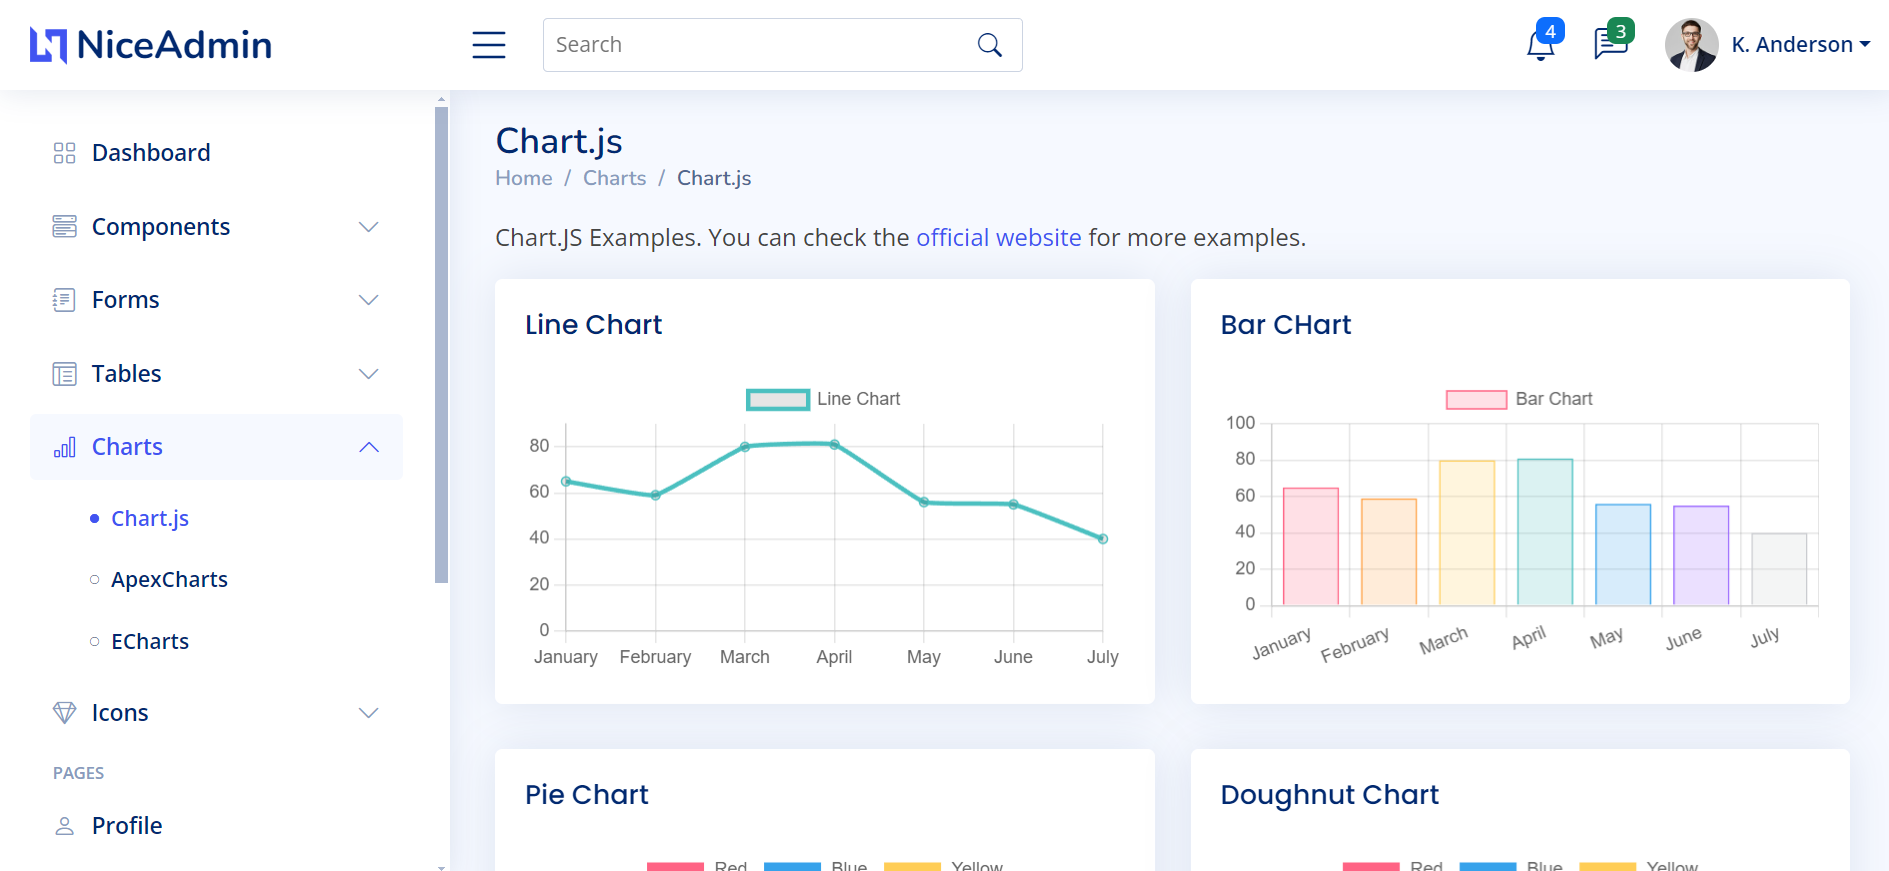 NiceAdmin
Search
4
3
K. Anderson
Dashboard
Components
Forms
Tables
Charts
Chart.js
ApexCharts
ECharts
Icons
PAGES
Profile
Chart.js
Home / Charts / Chart.js
Chart.JS Examples. You can check the official website for more examples.
Line Chart
Line Chart
80
60
40
20
0
January February March April May June July
Bar CHart
Bar Chart
100
80
60
40
20
0
January February March April May June July
Pie Chart
Red Blue Yellow
Doughnut Chart
Red Blue Yellow